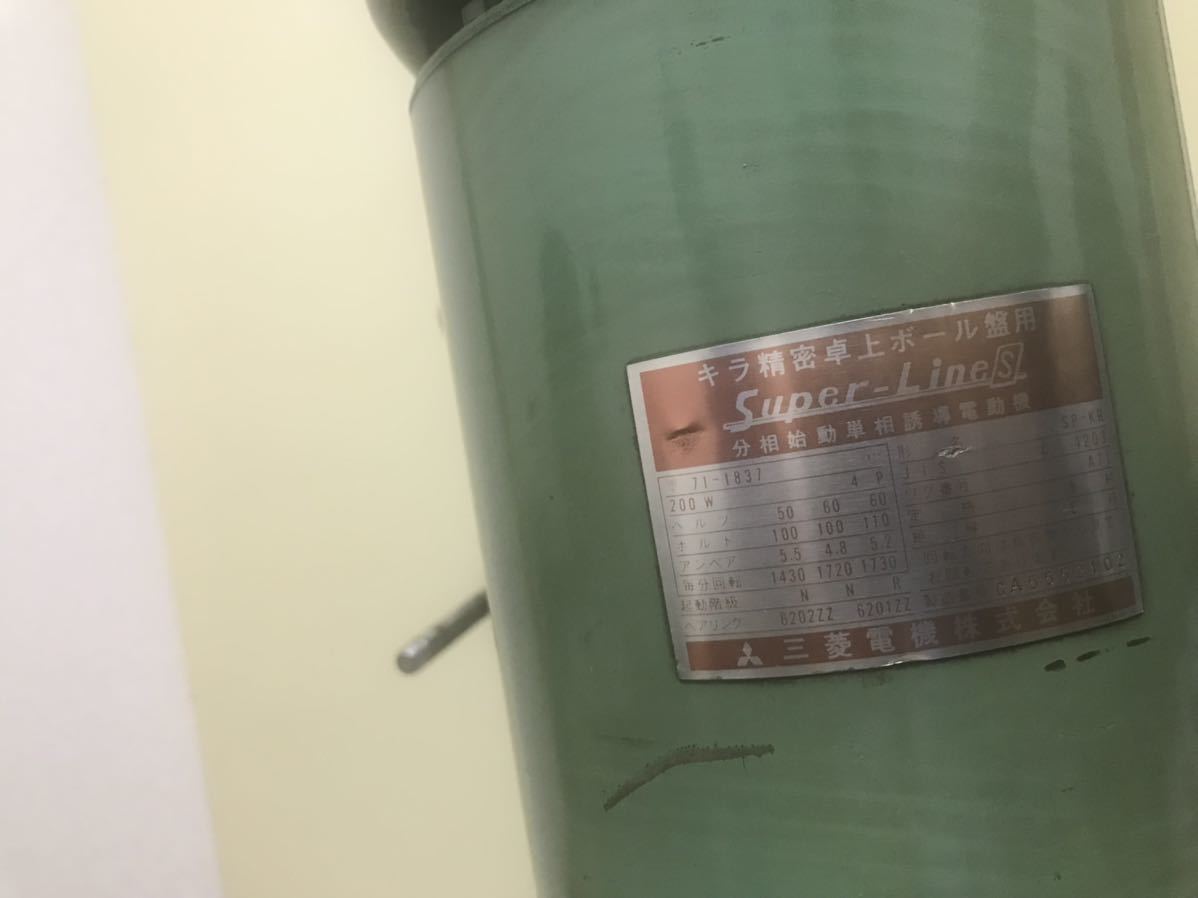 キラ精密卓上ボール盤用
Super-Line S
分相始動単相誘導電動機
71-1837
200 W 4 P
ヘルツ 50 60 60
ボルト 100 100 110
アンペア 5.5 4.8 5.2
毎分回転 1430 1720 1730
起動階級 N N R
ベアリング 6202ZZ 6201ZZ
形 名 SP-KR
JIS C 4203
三菱電機株式会社